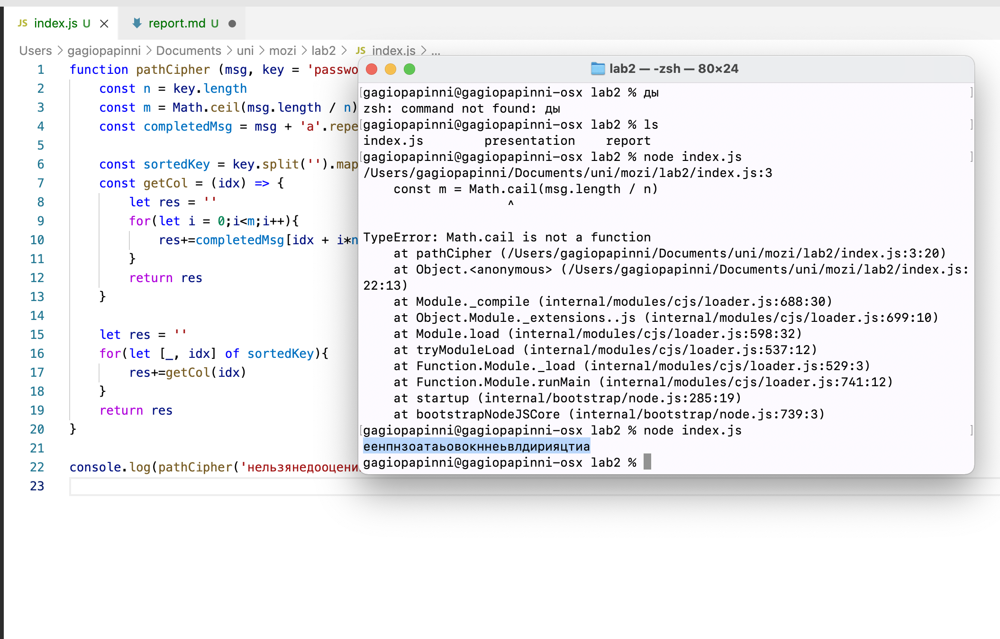 JS index.js U report.md U
Users > gagiopapinni > Documents > uni > mozi > lab2 > JS index.js > ...
1 function pathCipher (msg, key = 'passwo
2 const n = key.length
3 const m = Math.ceil(msg.length / n)
4 const completedMsg = msg + 'a'.repe
5
6 const sortedKey = key.split('').map
7 const getCol = (idx) => {
8 let res = ''
9 for(let i = 0;i<m;i++){
10 res+=completedMsg[idx + i*n
11 }
12 return res
13 }
14
15 let res = ''
16 for(let [_, idx] of sortedKey){
17 res+=getCol(idx)
18 }
19 return res
20 }
21
22 console.log(pathCipher('нельзянедооцени
23
lab2 — -zsh — 80×24
gagiopapinni@gagiopapinni-osx lab2 % ды
zsh: command not found: ды
gagiopapinni@gagiopapinni-osx lab2 % ls
index.js presentation report
gagiopapinni@gagiopapinni-osx lab2 % node index.js
/Users/gagiopapinni/Documents/uni/mozi/lab2/index.js:3
const m = Math.cail(msg.length / n)
^
TypeError: Math.cail is not a function
at pathCipher (/Users/gagiopapinni/Documents/uni/mozi/lab2/index.js:3:20)
at Object.<anonymous> (/Users/gagiopapinni/Documents/uni/mozi/lab2/index.js:
22:13)
at Module._compile (internal/modules/cjs/loader.js:688:30)
at Object.Module._extensions..js (internal/modules/cjs/loader.js:699:10)
at Module.load (internal/modules/cjs/loader.js:598:32)
at tryModuleLoad (internal/modules/cjs/loader.js:537:12)
at Function.Module._load (internal/modules/cjs/loader.js:529:3)
at Function.Module.runMain (internal/modules/cjs/loader.js:741:12)
at startup (internal/bootstrap/node.js:285:19)
at bootstrapNodeJSCore (internal/bootstrap/node.js:739:3)
gagiopapinni@gagiopapinni-osx lab2 % node index.js
еенпнзоатаьовокннеьвлдирияцтиа
gagiopapinni@gagiopapinni-osx lab2 %